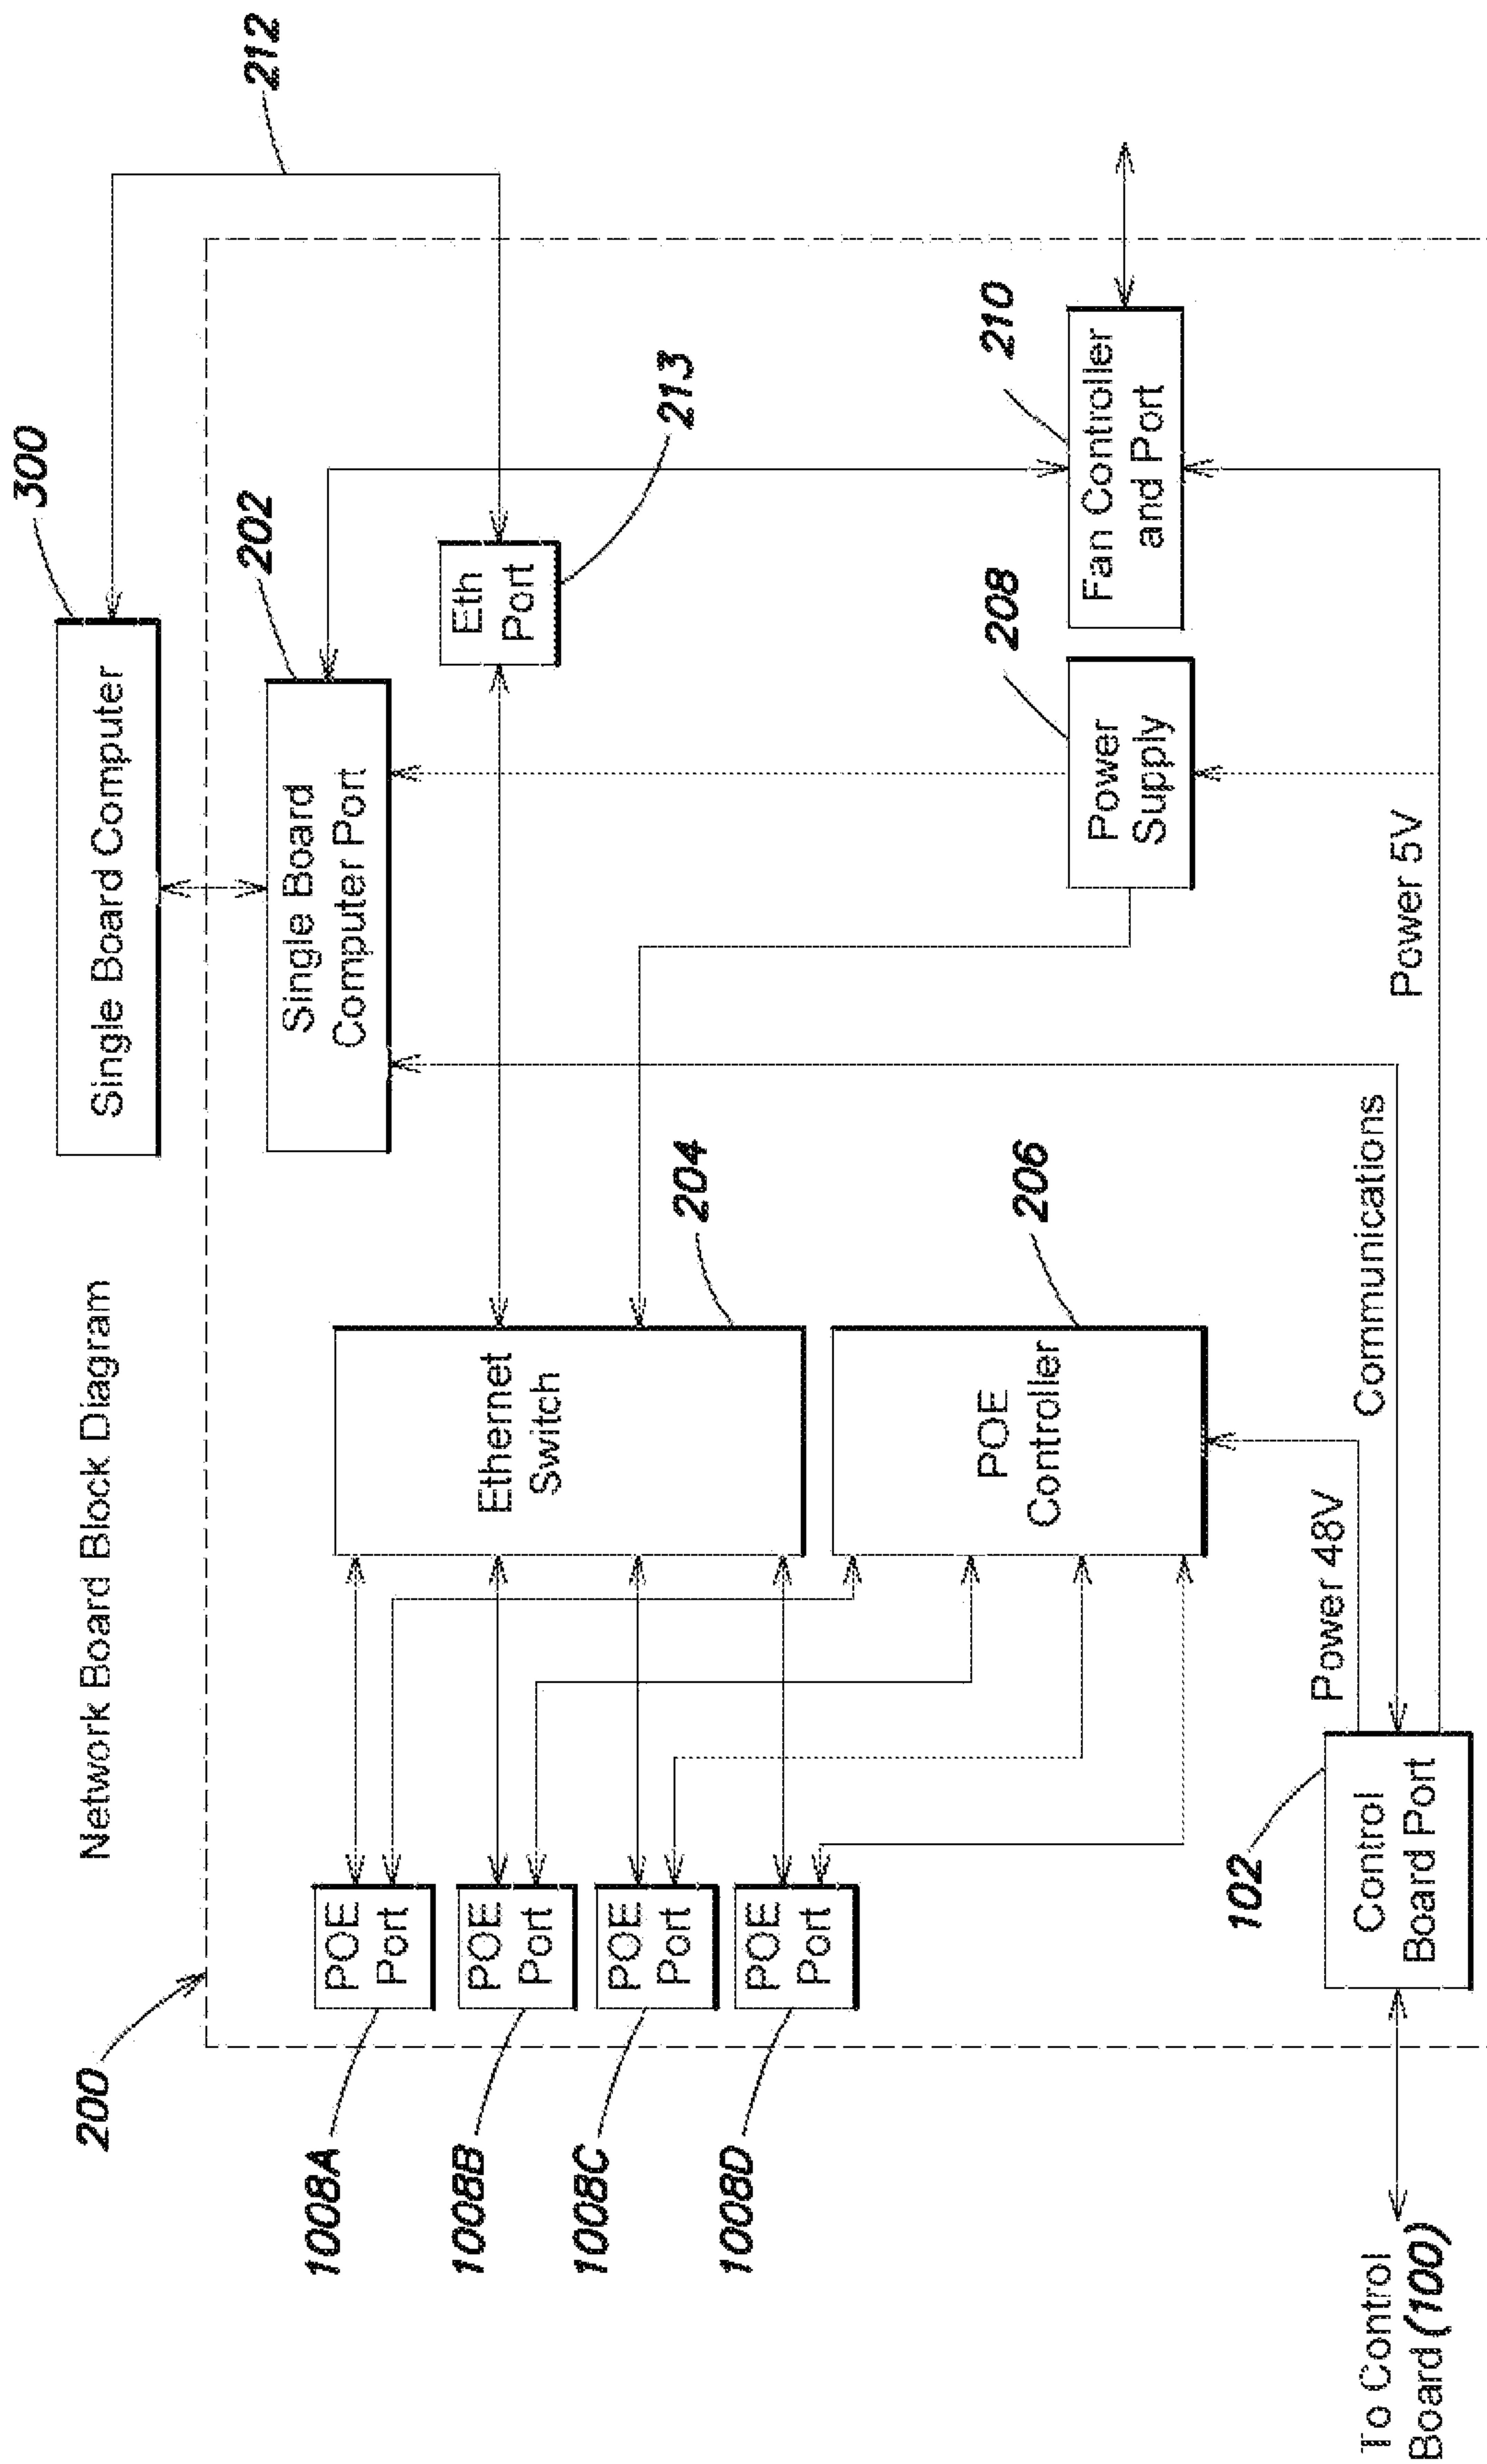 Network Board Block Diagram
200
300
Single Board Computer
212
202
Single Board
Computer Port
1008A
POE
Port
1008B
POE
Port
1008C
POE
Port
1008D
POE
Port
Ethernet
Switch
204
Eth
Port
213
POE
Controller
206
Power
Supply
208
Fan Controller
and Port
210
102
Control
Board Port
Power 48V
Communications
Power 5V
To Control
Board (100)